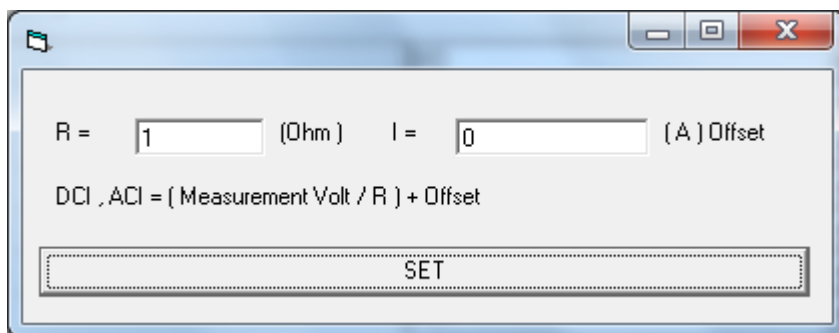 R = 1 (Ohm ) I = 0 ( A ) Offset
DCI , ACI = ( Measurement Volt / R ) + Offset
SET